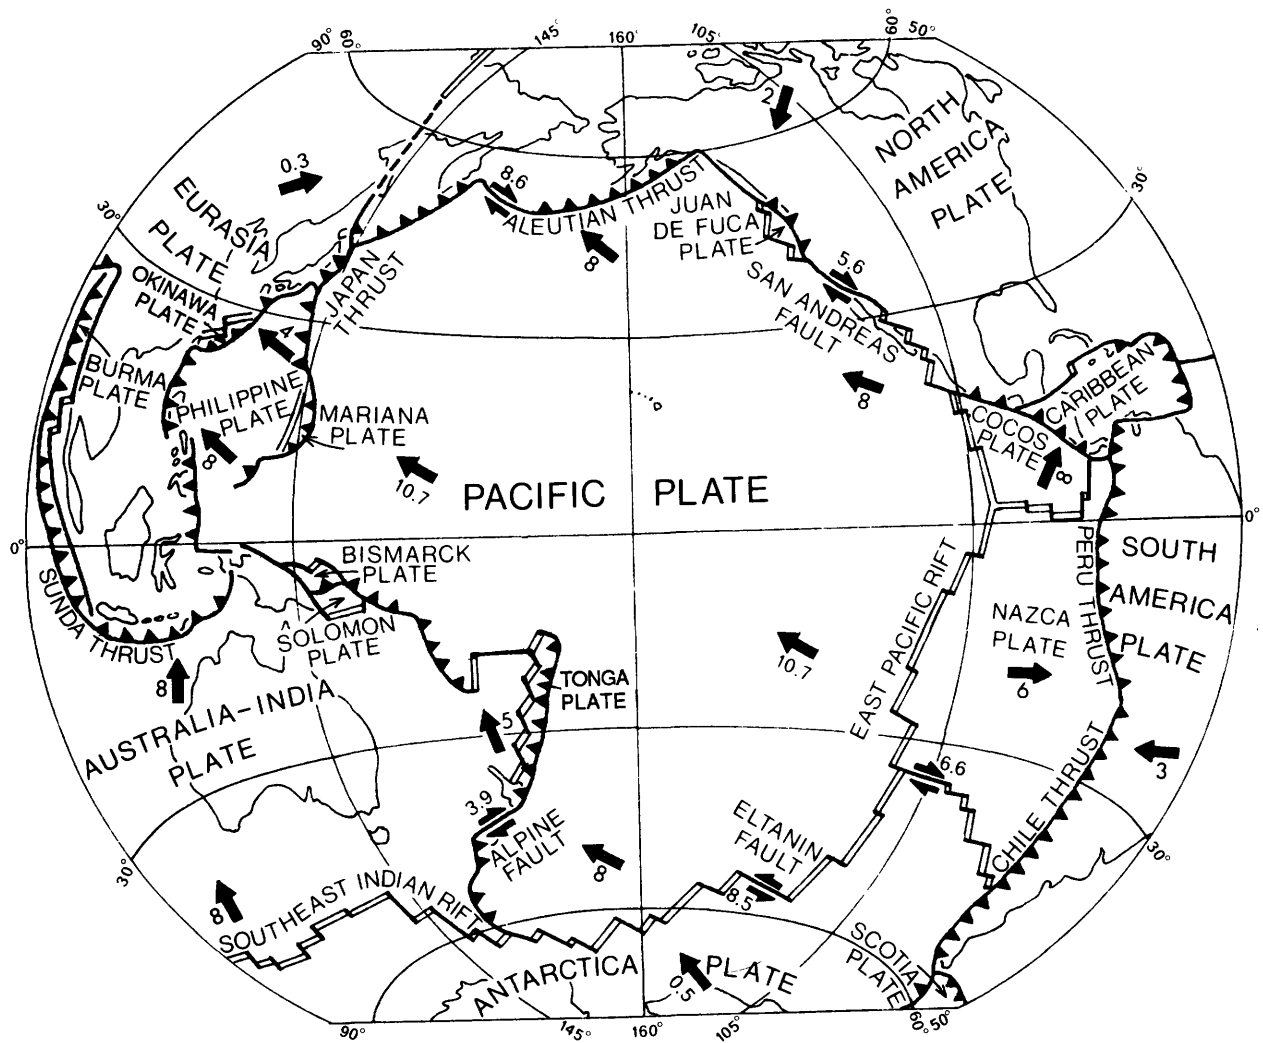 90°
60°
145°
160°
105°
60°
50°
2
NORTH
AMERICA
PLATE
30°
0.3
8.6
ALEUTIAN THRUST
8
JUAN
DE FUCA
PLATE
EURASIA
PLATE
30°
OKINAWA
PLATE
JAPAN
THRUST
5.6
SAN ANDREAS
FAULT
4
BURMA
PLATE
PHILIPPINE
PLATE
8
MARIANA
PLATE
8
CARIBBEAN
PLATE
COCOS
PLATE
8
10.7
PACIFIC PLATE
0°
0°
BISMARCK
PLATE
SOLOMON
PLATE
SUNDA THRUST
SOUTH
AMERICA
PLATE
PERU THRUST
NAZCA
PLATE
6
EAST PACIFIC RIFT
10.7
TONGA
PLATE
8
5
AUSTRALIA-INDIA
PLATE
3
6.6
CHILE THRUST
3.9
ALPINE
FAULT
8
ELTANIN
FAULT
8.5
30°
30°
8
SOUTHEAST INDIAN RIFT
SCOTIA
PLATE
ANTARCTICA PLATE
0.5
90°
145°
160°
105°
60°
50°